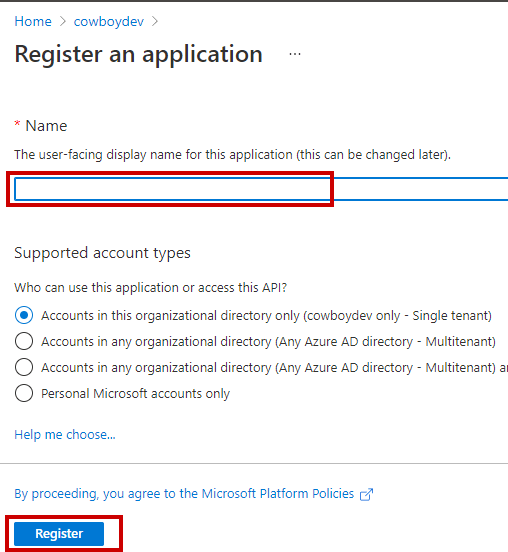 Home > cowboydev >
Register an application ...
* Name
The user-facing display name for this application (this can be changed later).
Supported account types
Who can use this application or access this API?
Accounts in this organizational directory only (cowboydev only - Single tenant)
Accounts in any organizational directory (Any Azure AD directory - Multitenant)
Accounts in any organizational directory (Any Azure AD directory - Multitenant)
Personal Microsoft accounts only
Help me choose...
By proceeding, you agree to the Microsoft Platform Policies
Register